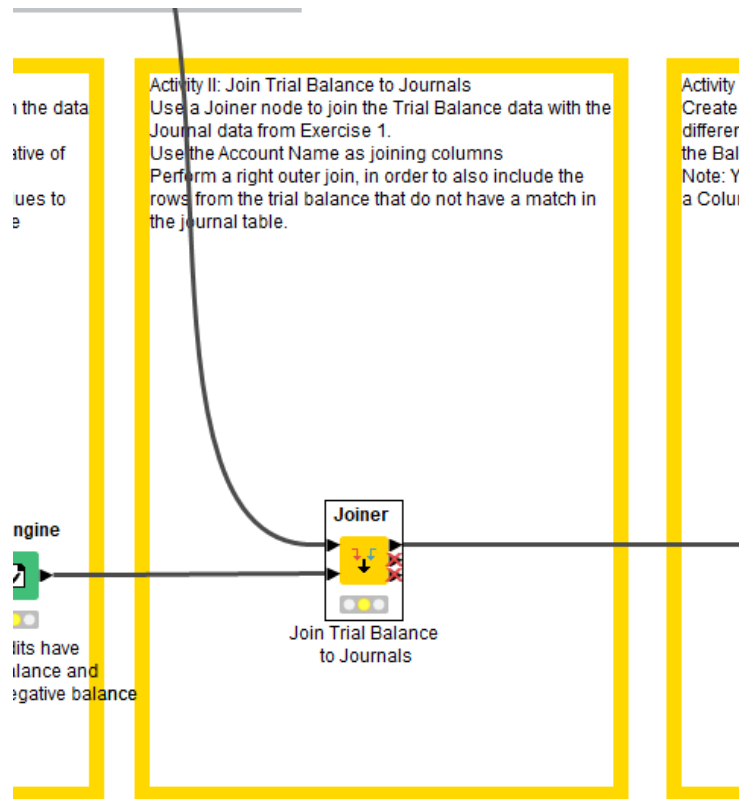 n the data
ative of
lues to
e
Activity II: Join Trial Balance to Journals
Use a Joiner node to join the Trial Balance data with the
Journal data from Exercise 1.
Use the Account Name as joining columns
Perform a right outer join, in order to also include the
rows from the trial balance that do not have a match in
the journal table.
Activity
Create
differen
the Bal
Note: Y
a Colu
ngine
dits have
alance and
egative balance
Joiner
Join Trial Balance
to Journals